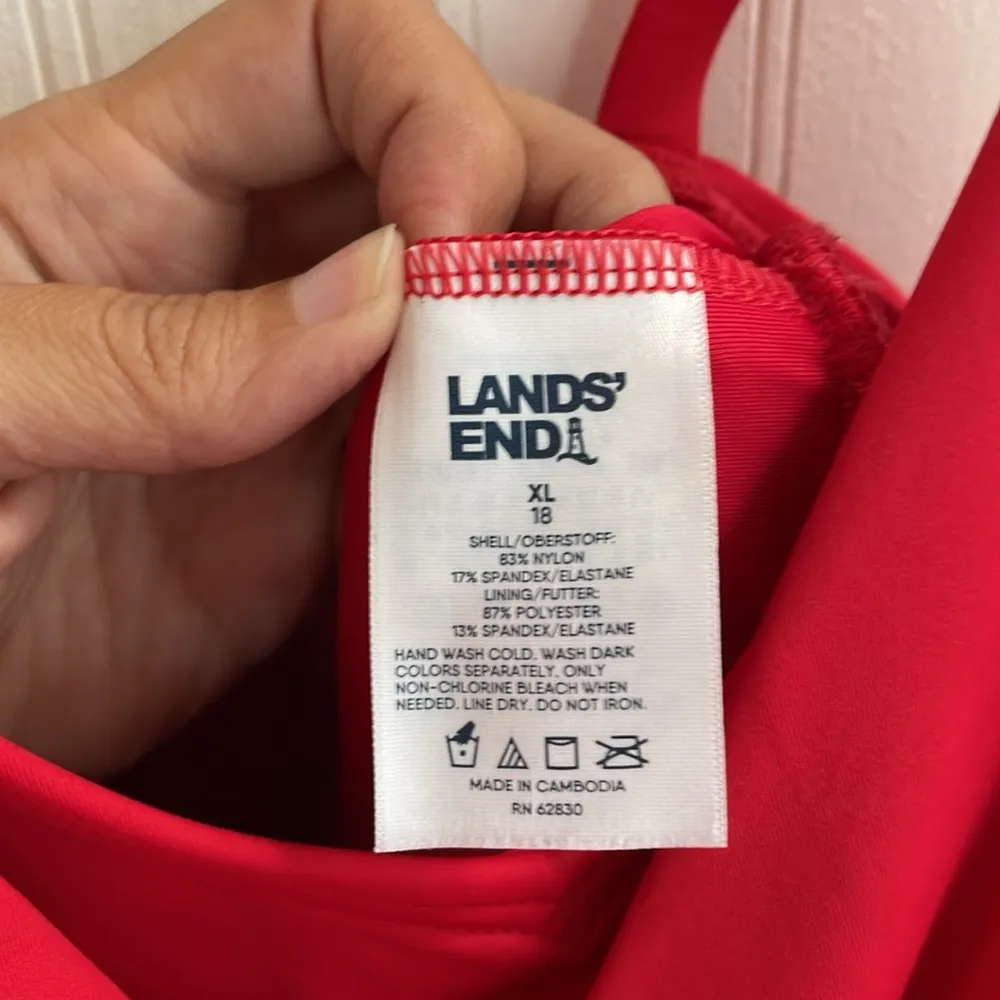 LANDS'
END
XL
18
SHELL/OBERSTOFF:
83% NYLON
17% SPANDEX/ELASTANE
LINING/FUTTER:
87% POLYESTER
13% SPANDEX/ELASTANE
HAND WASH COLD. WASH DARK
COLORS SEPARATELY. ONLY
NON-CHLORINE BLEACH WHEN
NEEDED. LINE DRY. DO NOT IRON.
MADE IN CAMBODIA
RN 62830